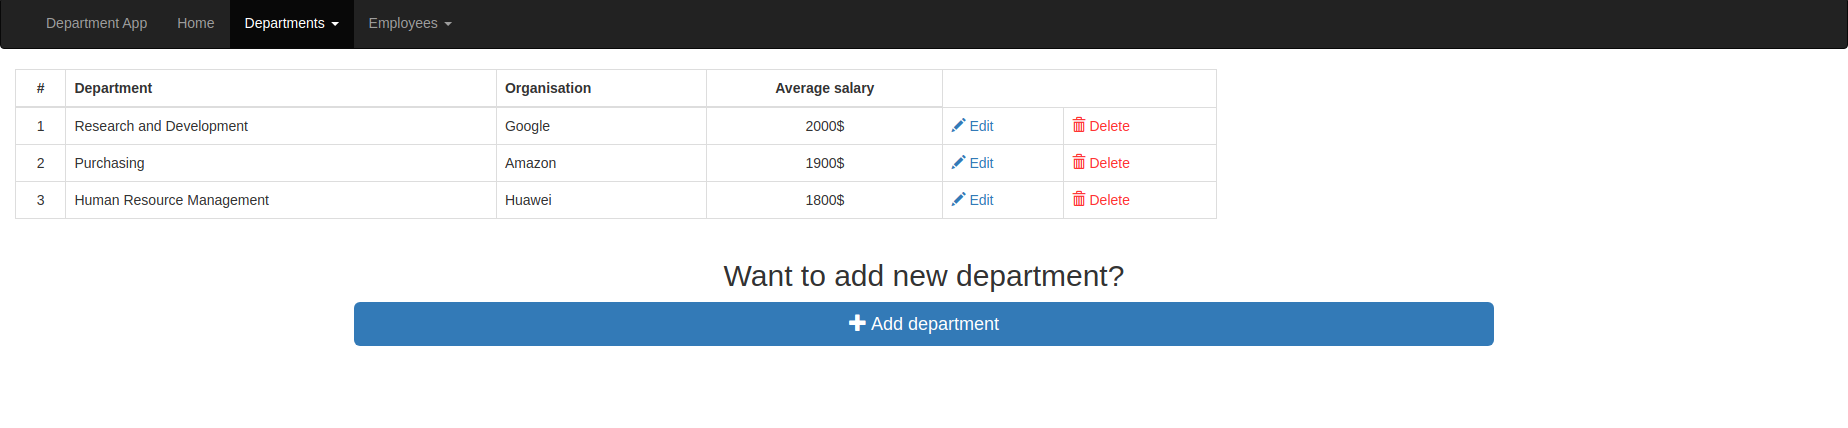 Department App Home Departments Employees
# Department Organisation Average salary
1 Research and Development Google 2000$ Edit Delete
2 Purchasing Amazon 1900$ Edit Delete
3 Human Resource Management Huawei 1800$ Edit Delete
Want to add new department?
Add department